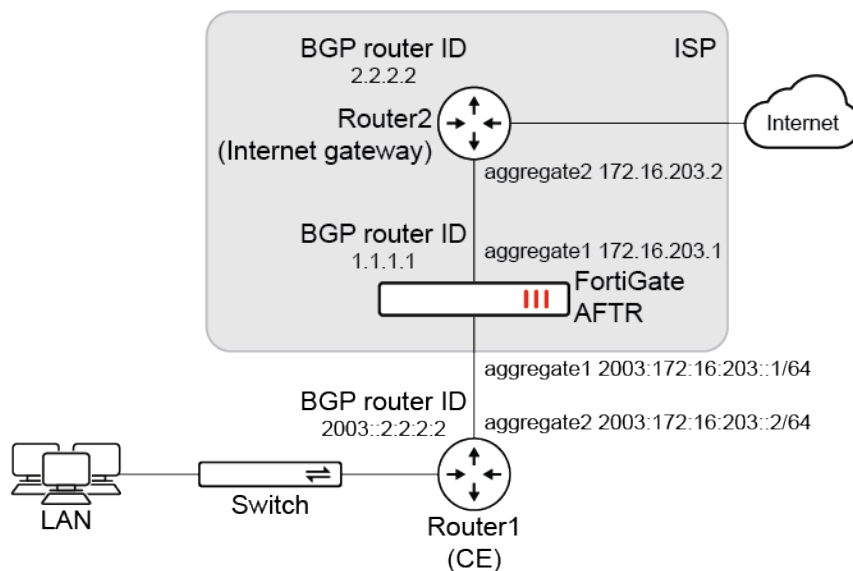 BGP router ID
2.2.2.2
ISP
Router2
(Internet gateway)
Internet
aggregate2 172.16.203.2
BGP router ID
1.1.1.1
aggregate1 172.16.203.1
FortiGate
AFTR
aggregate1 2003:172:16:203::1/64
BGP router ID
2003::2:2:2:2
aggregate2 2003:172:16:203::2/64
LAN
Switch
Router1
(CE)